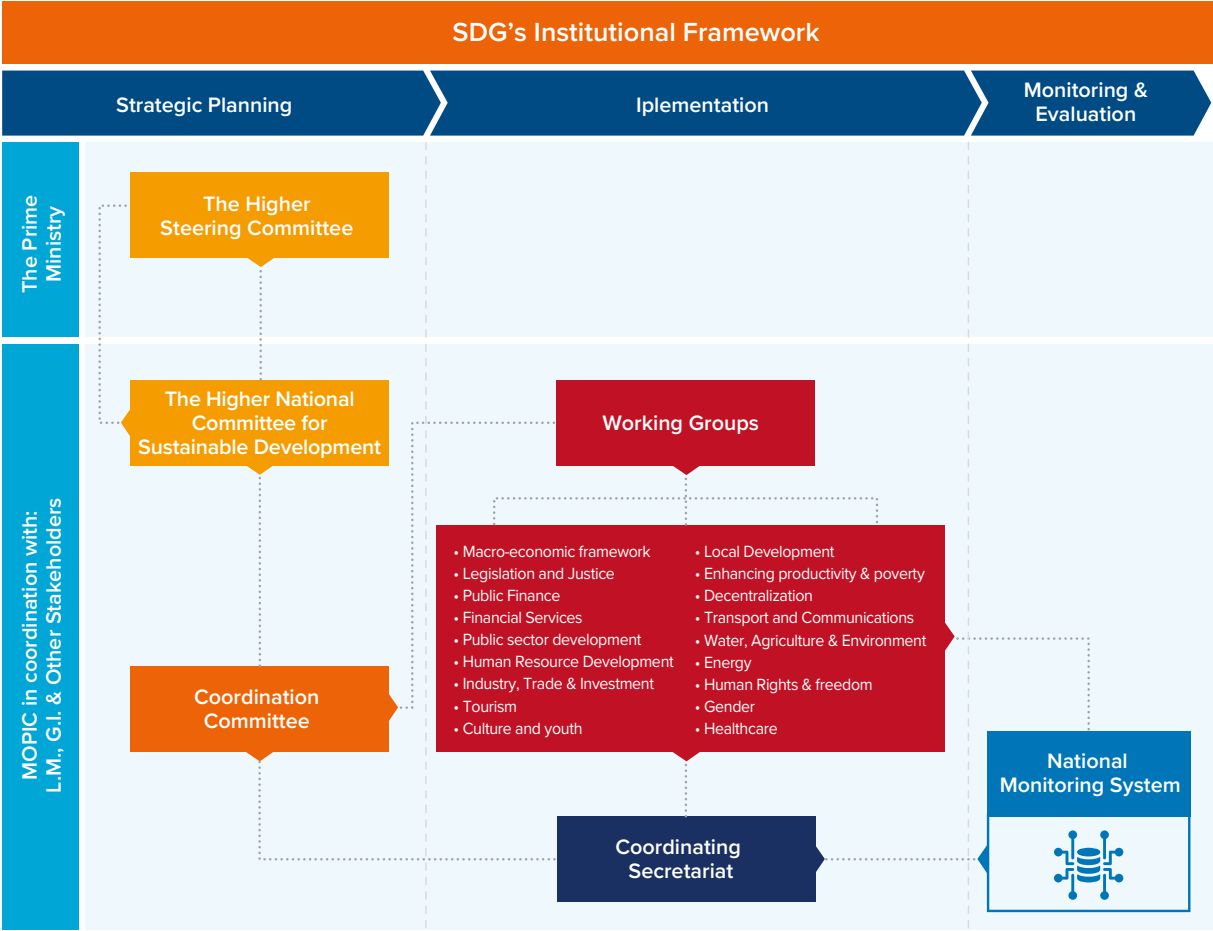 SDG's Institutional Framework
Strategic Planning
Iplementation
Monitoring &
Evaluation
The Prime
Ministry
The Higher
Steering Committee
MOPIC in coordination with:
L.M., G.I. & Other Stakeholders
The Higher National
Committee for
Sustainable Development
Working Groups
• Macro-economic framework
• Legislation and Justice
• Public Finance
• Financial Services
• Public sector development
• Human Resource Development
• Industry, Trade & Investment
• Tourism
• Culture and youth
• Local Development
• Enhancing productivity & poverty
• Decentralization
• Transport and Communications
• Water, Agriculture & Environment
• Energy
• Human Rights & freedom
• Gender
• Healthcare
Coordination
Committee
National
Monitoring System
Coordinating
Secretariat